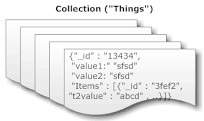 Collection ("Things")
{"_id" : "13434",
"value1:" "sfsd"
"value2: "sfsd"
"Items" : [{"_id" : "3fef2",
"t2value" : "abcd" ,...}]}